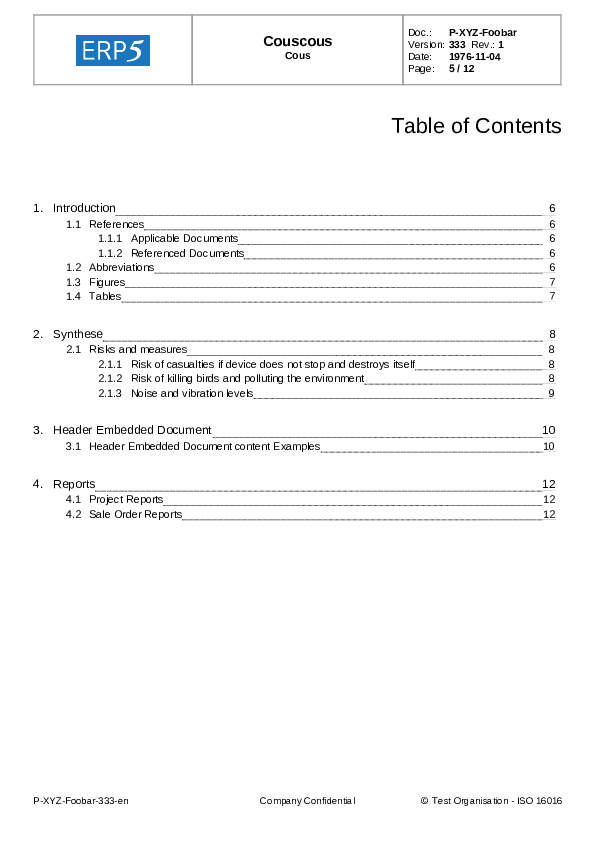 ERP5
Couscous
Cous
Doc.: P-XYZ-Foobar
Version: 333 Rev.: 1
Date: 1976-11-04
Page: 5 / 12
Table of Contents
1. Introduction 6
1.1 References 6
1.1.1 Applicable Documents 6
1.1.2 Referenced Documents 6
1.2 Abbreviations 6
1.3 Figures 7
1.4 Tables 7
2. Synthese 8
2.1 Risks and measures 8
2.1.1 Risk of casualties if device does not stop and destroys itself 8
2.1.2 Risk of killing birds and polluting the environment 8
2.1.3 Noise and vibration levels 9
3. Header Embedded Document 10
3.1 Header Embedded Document content Examples 10
4. Reports 12
4.1 Project Reports 12
4.2 Sale Order Reports 12
P-XYZ-Foobar-333-en Company Confidential © Test Organisation - ISO 16016